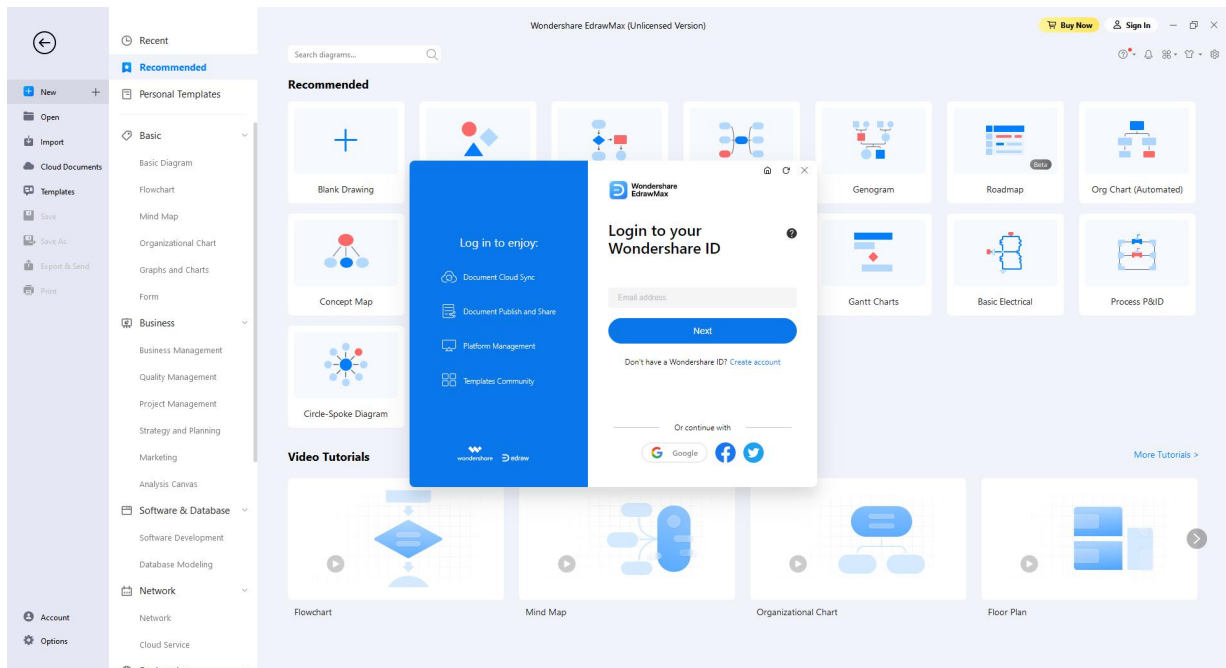 Wondershare EdrawMax (Unlicensed Version)
Buy Now
Sign In
New
Open
Import
Cloud Documents
Templates
Save
Save As
Export & Send
Print
Account
Options
Recent
Recommended
Personal Templates
Basic
Basic Diagram
Flowchart
Mind Map
Organizational Chart
Graphs and Charts
Form
Business
Business Management
Quality Management
Project Management
Strategy and Planning
Marketing
Analysis Canvas
Software & Database
Software Development
Database Modeling
Network
Network
Cloud Service
Search diagrams...
Recommended
Blank Drawing
Genogram
Beta
Roadmap
Org Chart (Automated)
Concept Map
Gantt Charts
Basic Electrical
Process P&ID
Circle-Spoke Diagram
Log in to enjoy:
Document Cloud Sync
Document Publish and Share
Platform Management
Templates Community
wondershare
edraw
Wondershare
EdrawMax
Login to your
Wondershare ID
Email address
Next
Don't have a Wondershare ID? Create account
Or continue with
Google
Video Tutorials
More Tutorials >
Flowchart
Mind Map
Organizational Chart
Floor Plan